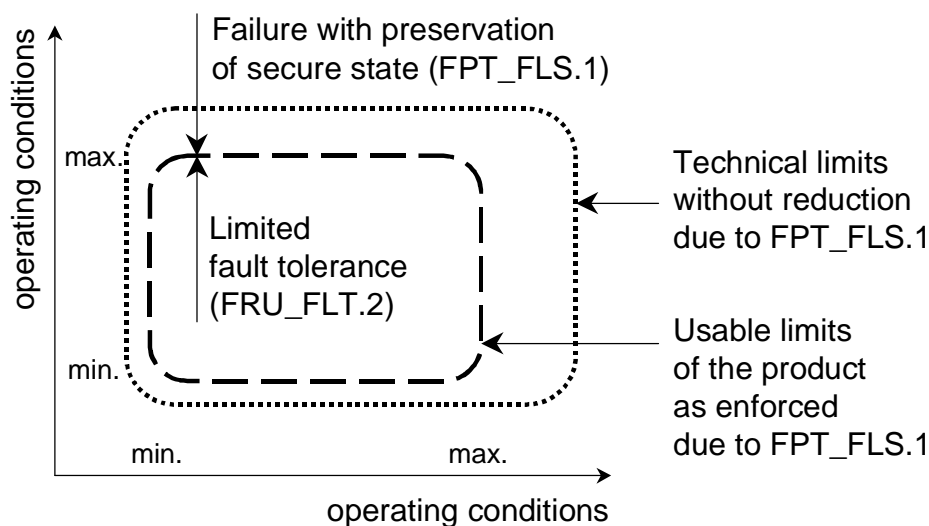 Failure with preservation
of secure state (FPT_FLS.1)
operating conditions
max.
Limited
fault tolerance
(FRU_FLT.2)
min.
Technical limits
without reduction
due to FPT_FLS.1
Usable limits
of the product
as enforced
due to FPT_FLS.1
min.
max.
operating conditions